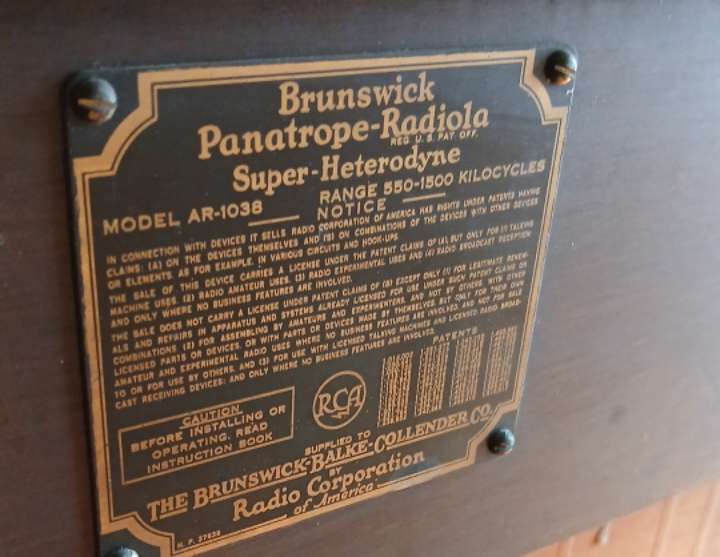 Brunswick
Panatrope-Radiola
REG. U. S. PAT. OFF.
Super-Heterodyne
MODEL AR-1038 RANGE 550-1500 KILOCYCLES
NOTICE
IN CONNECTION WITH DEVICES IT SELLS RADIO CORPORATION OF AMERICA HAS RIGHTS UNDER PATENTS HAVING
CLAIMS: (A) ON THE DEVICES THEMSELVES AND (B) ON COMBINATIONS OF THE DEVICES WITH OTHER DEVICES
OR ELEMENTS AS FOR EXAMPLE, IN VARIOUS CIRCUITS AND HOOK-UPS.
THE SALE OF THIS DEVICE CARRIES A LICENSE UNDER THE PATENT CLAIMS OF (A), BUT ONLY FOR (1) TALKING
MACHINE USES, (2) RADIO AMATEUR USES, (3) RADIO EXPERIMENTAL USES AND (4) RADIO BROADCAST RECEPTION
AND ONLY WHERE NO BUSINESS FEATURES ARE INVOLVED.
THE SALE DOES NOT CARRY A LICENSE UNDER PATENT CLAIMS OF (B) EXCEPT ONLY (1) FOR LEGITIMATE RENEW-
ALS AND REPAIRS IN APPARATUS AND SYSTEMS ALREADY LICENSED FOR USE UNDER SUCH PATENT CLAIMS ON
COMBINATIONS, (2) FOR ASSEMBLING BY AMATEURS AND EXPERIMENTERS, AND NOT BY OTHERS, WITH OTHER
LICENSED PARTS OR DEVICES, OR WITH PARTS OR DEVICES MADE BY THEMSELVES BUT ONLY FOR THEIR OWN
AMATEUR AND EXPERIMENTAL RADIO USES WHERE NO BUSINESS FEATURES ARE INVOLVED, AND NOT FOR SALE
TO OR FOR USE BY OTHERS, AND (3) FOR USE WITH LICENSED TALKING MACHINES AND LICENSED RADIO BROAD-
CAST RECEIVING DEVICES; AND ONLY WHERE NO BUSINESS FEATURES ARE INVOLVED.
PATENTS
RCA
CAUTION
BEFORE INSTALLING OR
OPERATING, READ
INSTRUCTION BOOK
SUPPLIED TO
THE BRUNSWICK-BALKE-COLLENDER CO.
BY
Radio Corporation
of America